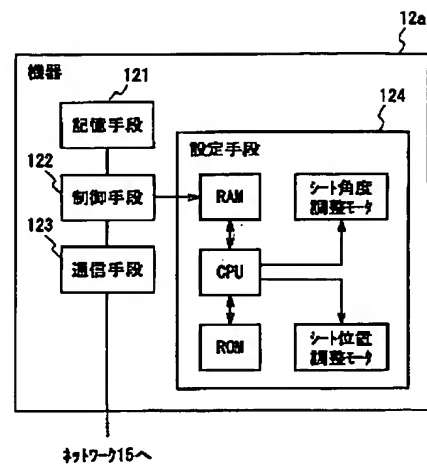 12a
機器
121
記憶手段
122
制御手段
123
通信手段
124
設定手段
RAM
シート角度
調整モータ
CPU
ROM
シート位置
調整モータ
ネットワーク15へ